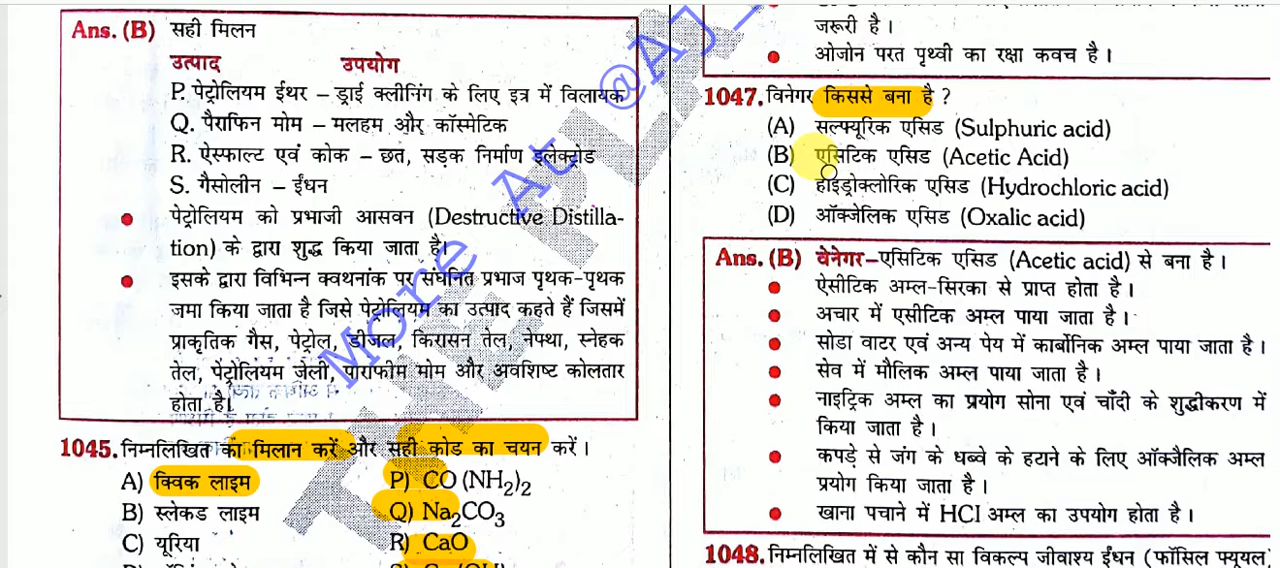 Ans. (B) सही मिलन
उत्पाद उपयोग
P. पेट्रोलियम ईथर – ड्राई क्लीनिंग के लिए इत्र में विलायक
Q. पैराफिन मोम – मलहम और कॉस्मेटिक
R. ऐस्फाल्ट एवं कोक – छत, सड़क निर्माण इलेक्ट्रोड
S. गैसोलीन – ईंधन
पेट्रोलियम को प्रभाजी आसवन (Destructive Distilla-
tion) के द्वारा शुद्ध किया जाता है।
इसके द्वारा विभिन्न क्वथनांक पर संघनित प्रभाज पृथक-पृथक
जमा किया जाता है जिसे पेट्रोलियम का उत्पाद कहते हैं जिसमें
प्राकृतिक गैस, पेट्रोल, डीजल, किरासन तेल, नेफ्था, स्नेहक
तेल, पेट्रोलियम जेली, पाराफोम मोम और अवशिष्ट कोलतार
होता है।
1045. निम्नलिखित का मिलान करें और सही कोड का चयन करें।
A) क्विक लाइम P) CO (NH₂)₂
B) स्लेकड लाइम Q) Na₂CO₃
C) यूरिया R) CaO
जरूरी है।
ओजोन परत पृथ्वी का रक्षा कवच है।
1047. विनेगर किससे बना है ?
(A) सल्फ्यूरिक एसिड (Sulphuric acid)
(B) एसिटिक एसिड (Acetic Acid)
(C) हाइड्रोक्लोरिक एसिड (Hydrochloric acid)
(D) ऑक्जेलिक एसिड (Oxalic acid)
Ans. (B) वेनेगर–एसिटिक एसिड (Acetic acid) से बना है।
ऐसीटिक अम्ल-सिरका से प्राप्त होता है।
अचार में एसीटिक अम्ल पाया जाता है।
सोडा वाटर एवं अन्य पेय में कार्बोनिक अम्ल पाया जाता है।
सेव में मौलिक अम्ल पाया जाता है।
नाइट्रिक अम्ल का प्रयोग सोना एवं चाँदी के शुद्धीकरण में
किया जाता है।
कपड़े से जंग के धब्बे के हटाने के लिए ऑक्जैलिक अम्ल
प्रयोग किया जाता है।
खाना पचाने में HCl अम्ल का उपयोग होता है।
1048. निम्नलिखित में से कौन सा विकल्प जीवाश्य ईंधन (फॉसिल फ्यूयल)
More At @AJ_